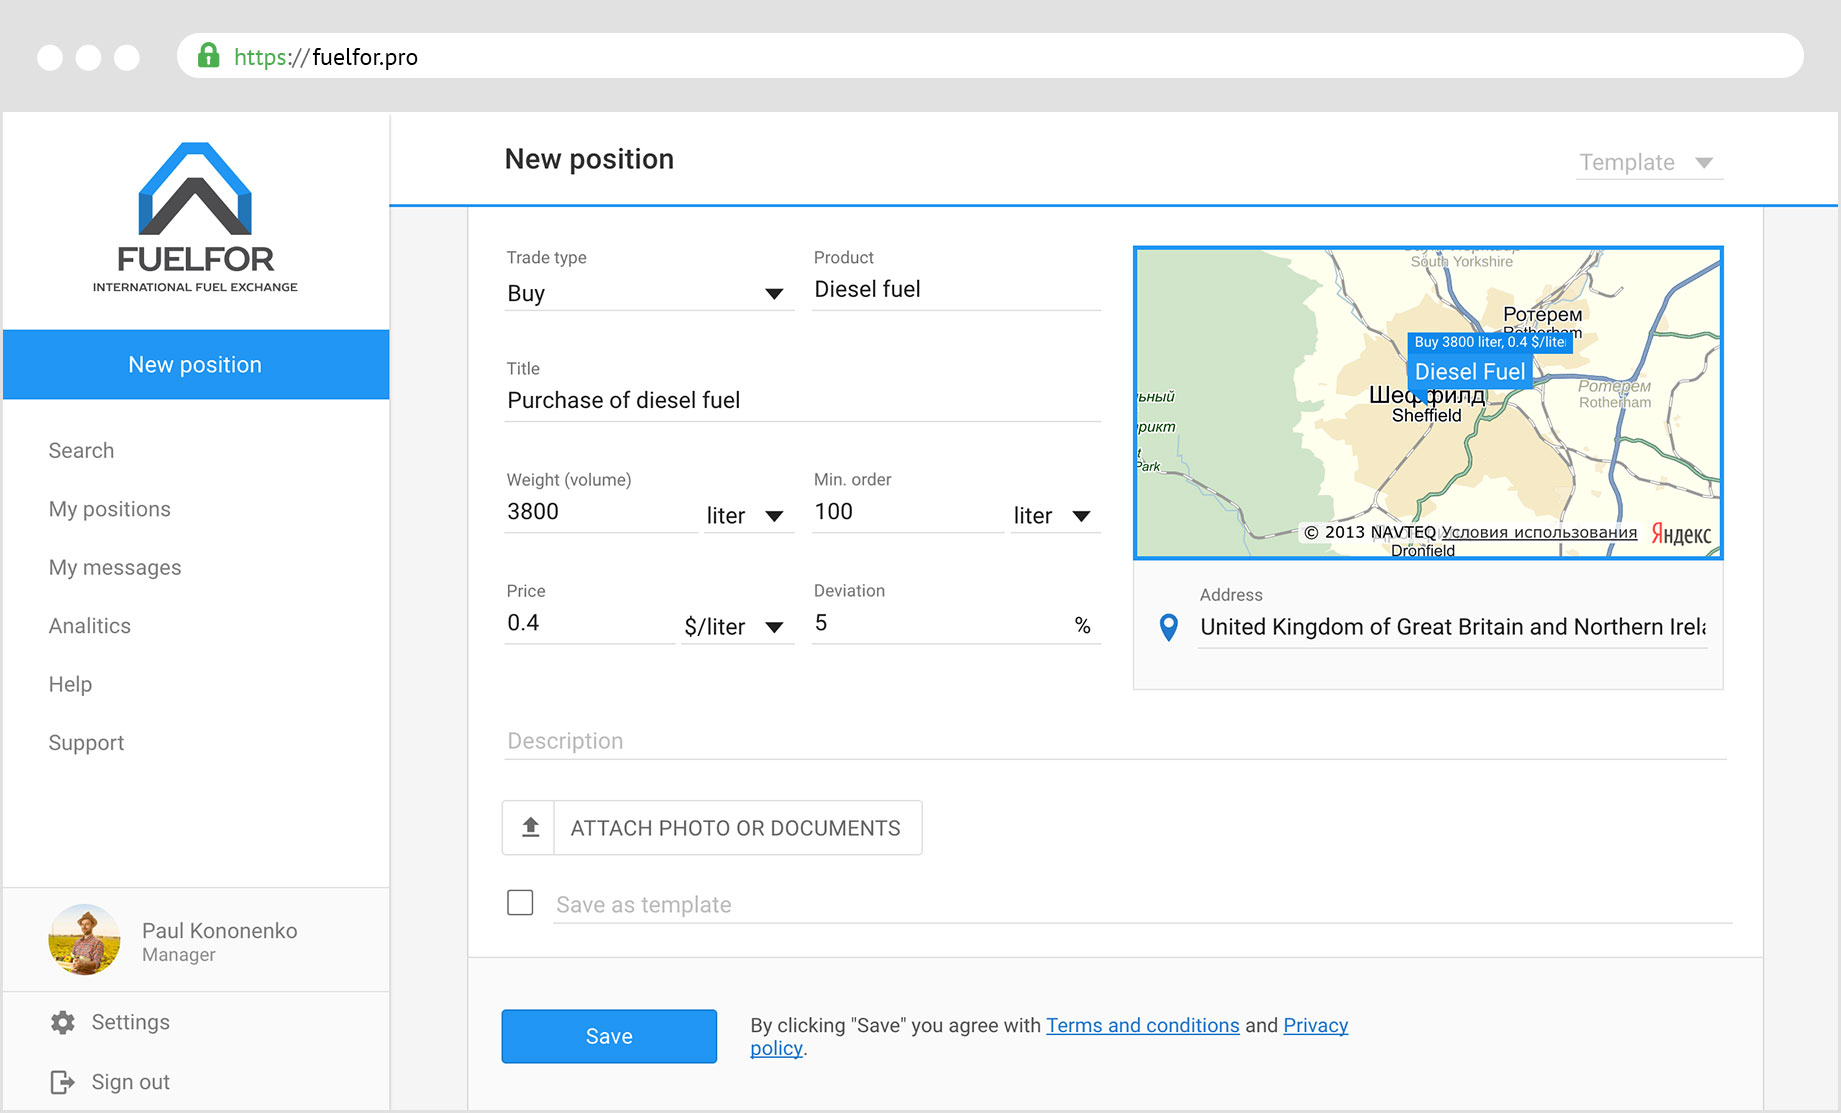 https://fuelfor.pro
FUELFOR
INTERNATIONAL FUEL EXCHANGE
New position
Search
My positions
My messages
Analitics
Help
Support
Paul Kononenko
Manager
Settings
Sign out
New position
Template
Trade type
Buy
Product
Diesel fuel
Title
Purchase of diesel fuel
Weight (volume)
3800
liter
Min. order
100
liter
Price
0.4
$/liter
Deviation
5
%
South Yorkshire
Ротерем
Rotherham
Buy 3800 liter, 0.4 $/lite
Diesel Fuel
Шеффилд
Sheffield
Ротерем
Rotherham
ьный
рикт
t
Park
© 2013 NAVTEQ Условия использования
Яндекс
Dronfield
Address
United Kingdom of Great Britain and Northern Irel
Description
ATTACH PHOTO OR DOCUMENTS
Save as template
Save
By clicking "Save" you agree with Terms and conditions and Privacy
policy.